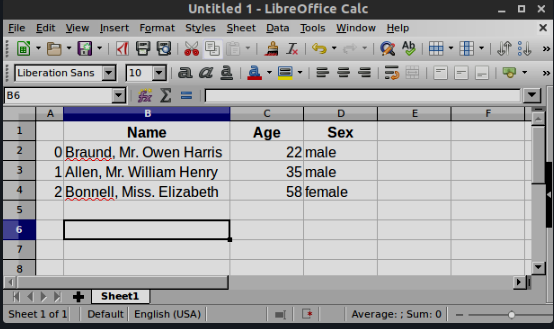 Untitled 1 - LibreOffice Calc
File Edit View Insert Format Styles Sheet Data Tools Window Help
Liberation Sans 10 a a a a
B6 fx Σ =
A B C D E F
1 Name Age Sex
2 0 Braund, Mr. Owen Harris 22 male
3 1 Allen, Mr. William Henry 35 male
4 2 Bonnell, Miss. Elizabeth 58 female
5
6
7
8
Sheet1
Sheet 1 of 1 Default English (USA) Average: ; Sum: 0